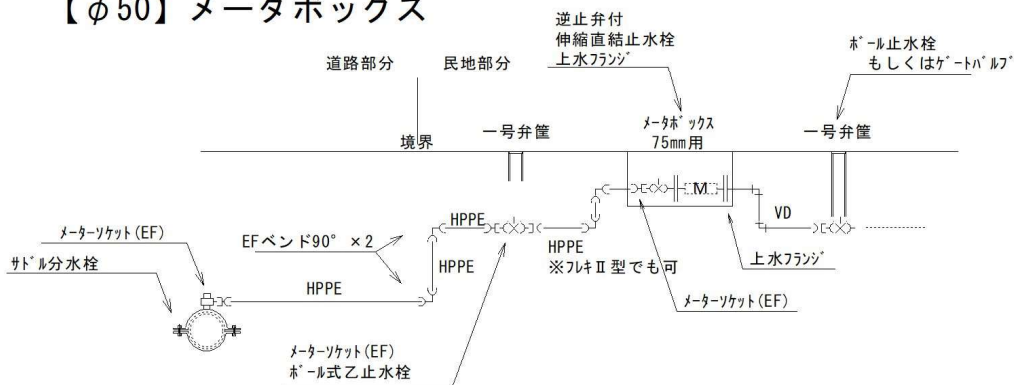 【φ50】メータボックス
逆止弁付
伸縮直結止水栓
上水フランジ
ボール止水栓
もしくはゲートバルブ
道路部分
民地部分
境界
一号弁筐
メータボックス
75mm用
一号弁筐
M
メーターソケット(EF)
サドル分水栓
EFベンド90° ×2
HPPE
HPPE
HPPE
HPPE
※フレキⅡ型でも可
VD
上水フランジ
メーターソケット(EF)
メーターソケット(EF)
ボール式乙止水栓